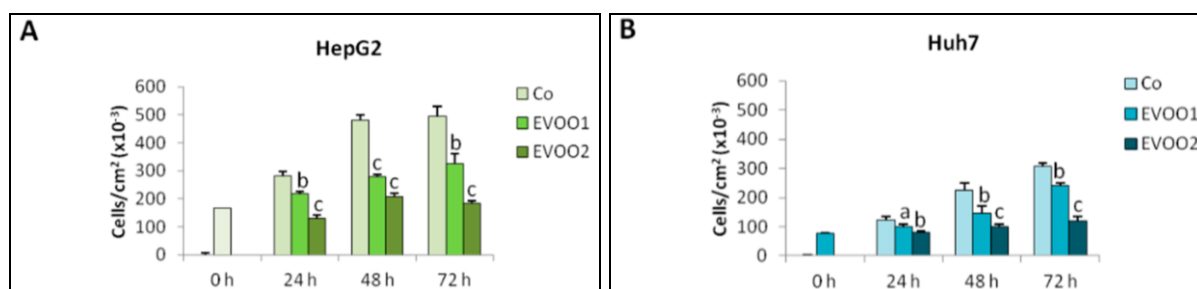 A
HepG2
Cells/cm² (x10⁻³)
600
500
400
300
200
100
0
b
c
c
c
b
c
0 h
24 h
48 h
72 h
Co
EVOO1
EVOO2
B
Huh7
Cells/cm² (x10⁻³)
600
500
400
300
200
100
0
a
b
b
c
b
c
0 h
24 h
48 h
72 h
Co
EVOO1
EVOO2